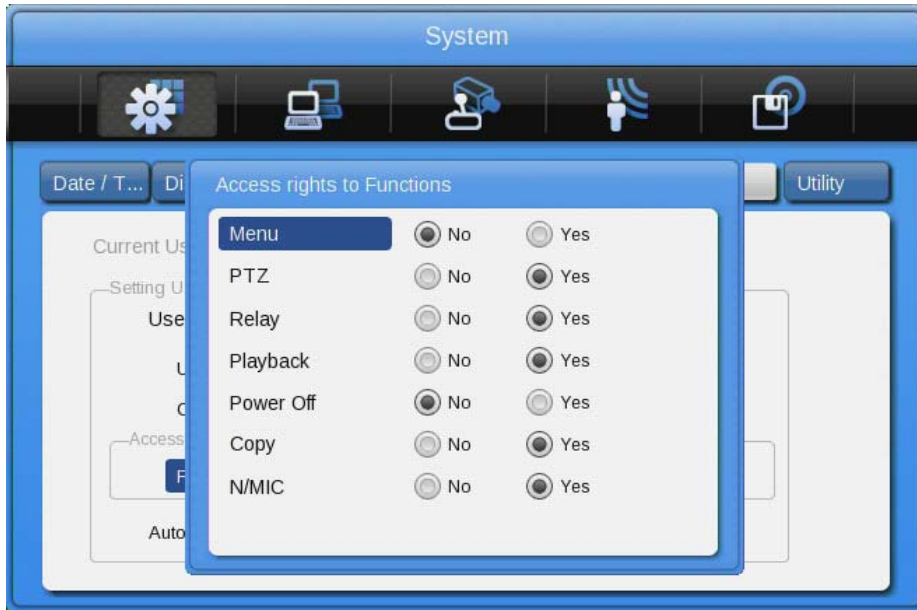 System
Date / T...
Di
Utility
Access rights to Functions
Current Us
Setting U
Use
U
Access
F
Auto
Menu No Yes
PTZ No Yes
Relay No Yes
Playback No Yes
Power Off No Yes
Copy No Yes
N/MIC No Yes